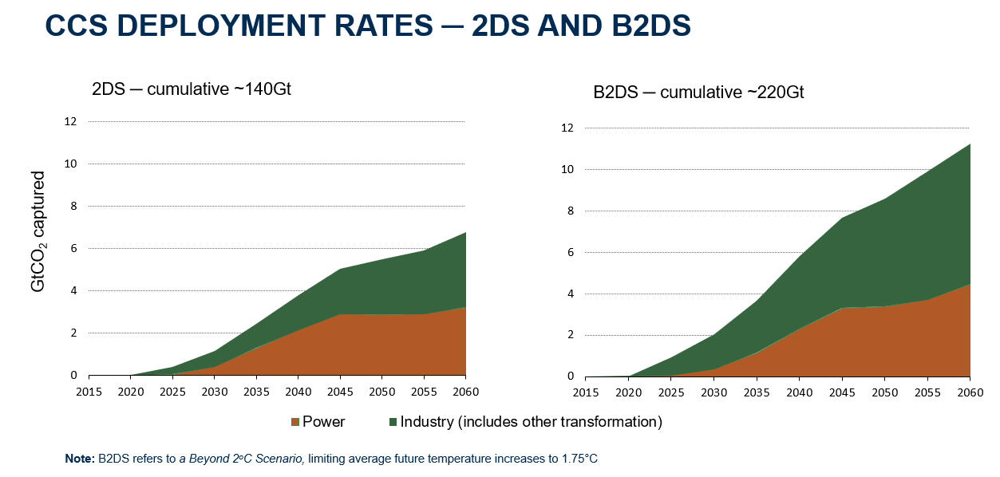 CCS DEPLOYMENT RATES — 2DS AND B2DS
2DS — cumulative ~140Gt
B2DS — cumulative ~220Gt
GtCO₂ captured
12
10
8
6
4
2
0
2015 2020 2025 2030 2035 2040 2045 2050 2055 2060
12
10
8
6
4
2
0
2015 2020 2025 2030 2035 2040 2045 2050 2055 2060
Power Industry (includes other transformation)
Note: B2DS refers to a Beyond 2ºC Scenario, limiting average future temperature increases to 1.75°C